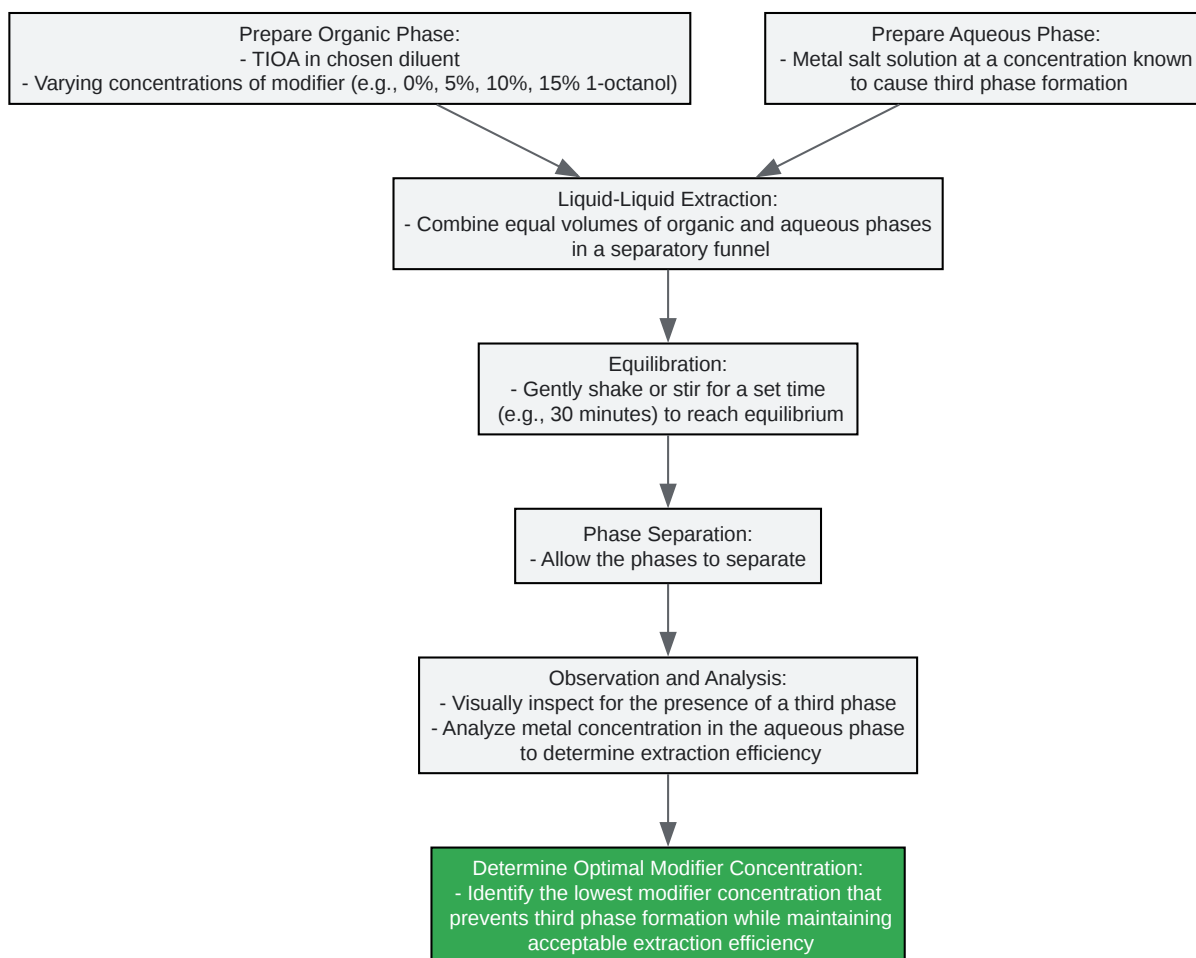 Prepare Organic Phase:
- TIOA in chosen diluent
- Varying concentrations of modifier (e.g., 0%, 5%, 10%, 15% 1-octanol)
Prepare Aqueous Phase:
- Metal salt solution at a concentration known
to cause third phase formation
Liquid-Liquid Extraction:
- Combine equal volumes of organic and aqueous phases
in a separatory funnel
Equilibration:
- Gently shake or stir for a set time
(e.g., 30 minutes) to reach equilibrium
Phase Separation:
- Allow the phases to separate
Observation and Analysis:
- Visually inspect for the presence of a third phase
- Analyze metal concentration in the aqueous phase
to determine extraction efficiency
Determine Optimal Modifier Concentration:
- Identify the lowest modifier concentration that
prevents third phase formation while maintaining
acceptable extraction efficiency